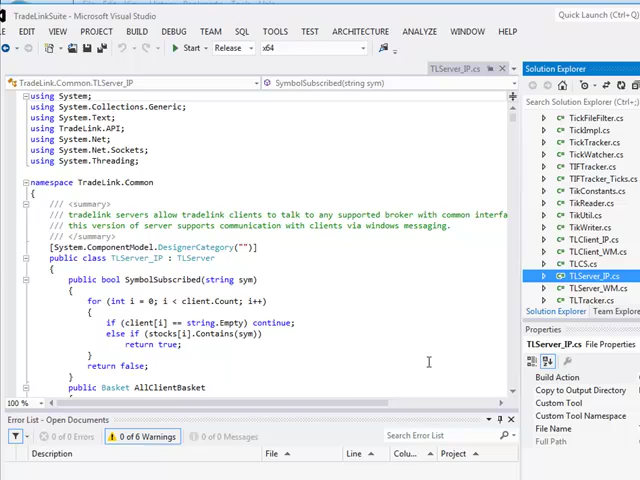 TradeLinkSuite - Microsoft Visual Studio
Quick Launch (Ctrl
EDIT VIEW PROJECT BUILD DEBUG TEAM SQL TOOLS TEST ARCHITECTURE ANALYZE WINDOW HELP
Start Release x64
TLServer_IP.cs
Solution Explorer
TradeLink.Common.TLServer_IP
SymbolSubscribed(string sym)
Search Solution Explorer
using System;
using System.Collections.Generic;
using System.Text;
using TradeLink.API;
using System.Net;
using System.Net.Sockets;
using System.Threading;
namespace TradeLink.Common
{
/// <summary>
/// tradelink servers allow tradelink clients to talk to any supported broker with common interfa
/// this version of server supports communication with clients via windows messaging.
/// </summary>
[System.ComponentModel.DesignerCategory("")]
public class TLServer_IP : TLServer
{
public bool SymbolSubscribed(string sym)
{
for (int i = 0; i < client.Count; i++)
{
if (client[i] == string.Empty) continue;
else if (stocks[i].Contains(sym))
return true;
}
return false;
}
public Basket AllClientBasket
100 %
TickFileFilter.cs
TickImpl.cs
TickTracker.cs
TickWatcher.cs
TIFTracker.cs
TIFTracker_Ticks.cs
TikConstants.cs
TikReader.cs
TikUtil.cs
TikWriter.cs
TLClient_IP.cs
TLClient_WM.cs
TLCS.cs
TLServer_IP.cs
TLServer_WM.cs
TLTracker.cs
Solution Explorer Team Explore
Properties
TLServer_IP.cs File Properties
Build Action
Copy to Output Directory
Custom Tool
Custom Tool Namespace
File Name
Full Path
Error List - Open Documents
0 of 0 Errors
0 of 6 Warnings
0 of 0 Messages
Search Error List
Description File Line Colu... Project